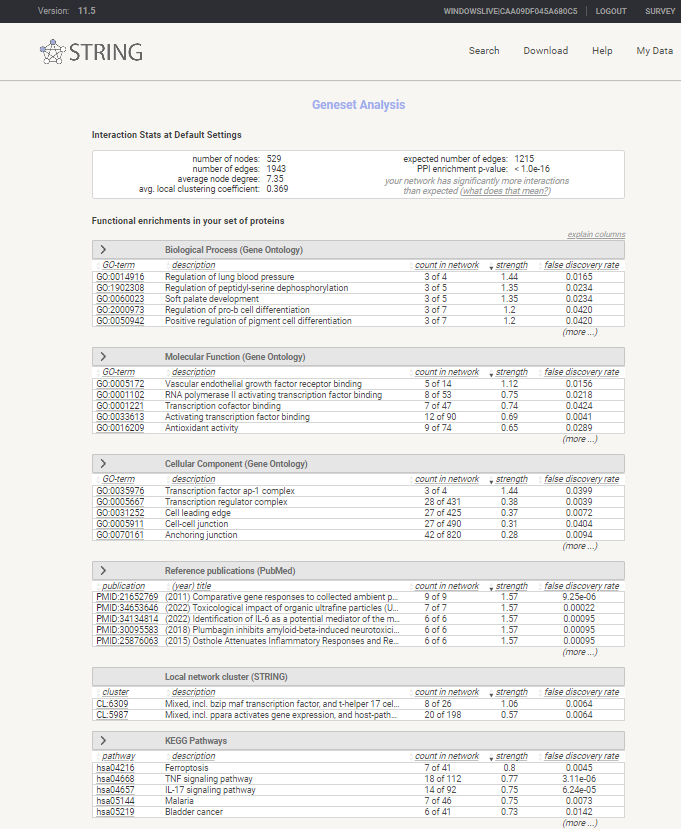 Version: 11.5 WINDOWSLIVE|CAA09DF045A680C5 | LOGOUT SURVEY
STRING Search Download Help My Data
Geneset Analysis
Interaction Stats at Default Settings
number of nodes: 529 expected number of edges: 1215
number of edges: 1943 PPI enrichment p-value: < 1.0e-16
average node degree: 7.35 your network has significantly more interactions
avg. local clustering coefficient: 0.369 than expected (what does that mean?)
Functional enrichments in your set of proteins
explain columns
> Biological Process (Gene Ontology)
GO-term description count in network strength false discovery rate
GO:0014916 Regulation of lung blood pressure 3 of 4 1.44 0.0165
GO:1902308 Regulation of peptidyl-serine dephosphorylation 3 of 5 1.35 0.0234
GO:0060023 Soft palate development 3 of 5 1.35 0.0234
GO:2000973 Regulation of pro-b cell differentiation 3 of 7 1.2 0.0420
GO:0050942 Positive regulation of pigment cell differentiation 3 of 7 1.2 0.0420
(more ...)
> Molecular Function (Gene Ontology)
GO-term description count in network strength false discovery rate
GO:0005172 Vascular endothelial growth factor receptor binding 5 of 14 1.12 0.0156
GO:0001102 RNA polymerase II activating transcription factor binding 8 of 53 0.75 0.0218
GO:0001221 Transcription cofactor binding 7 of 47 0.74 0.0424
GO:0033613 Activating transcription factor binding 12 of 90 0.69 0.0041
GO:0016209 Antioxidant activity 9 of 74 0.65 0.0289
(more ...)
> Cellular Component (Gene Ontology)
GO-term description count in network strength false discovery rate
GO:0035976 Transcription factor ap-1 complex 3 of 4 1.44 0.0399
GO:0005667 Transcription regulator complex 28 of 431 0.38 0.0039
GO:0031252 Cell leading edge 27 of 425 0.37 0.0072
GO:0005911 Cell-cell junction 27 of 490 0.31 0.0404
GO:0070161 Anchoring junction 42 of 820 0.28 0.0094
(more ...)
> Reference publications (PubMed)
publication (year) title count in network strength false discovery rate
PMID:21652769 (2011) Comparative gene responses to collected ambient p... 9 of 9 1.57 9.25e-06
PMID:34653646 (2022) Toxicological impact of organic ultrafine particles (U... 7 of 7 1.57 0.00022
PMID:34134814 (2022) Identification of IL-6 as a potential mediator of the m... 6 of 6 1.57 0.00095
PMID:30095583 (2018) Plumbagin inhibits amyloid-beta-induced neurotoxici... 6 of 6 1.57 0.00095
PMID:25876063 (2015) Osthole Attenuates Inflammatory Responses and Re... 6 of 6 1.57 0.00095
(more ...)
Local network cluster (STRING)
cluster description count in network strength false discovery rate
CL:6309 Mixed, incl. bzip maf transcription factor, and t-helper 17 cel... 8 of 26 1.06 0.0064
CL:5987 Mixed, incl. ppara activates gene expression, and host-path... 20 of 198 0.57 0.0064
> KEGG Pathways
pathway description count in network strength false discovery rate
hsa04216 Ferroptosis 7 of 41 0.8 0.0045
hsa04668 TNF signaling pathway 18 of 112 0.77 3.11e-06
hsa04657 IL-17 signaling pathway 14 of 92 0.75 6.24e-05
hsa05144 Malaria 7 of 46 0.75 0.0073
hsa05219 Bladder cancer 6 of 41 0.73 0.0142
(more ...)